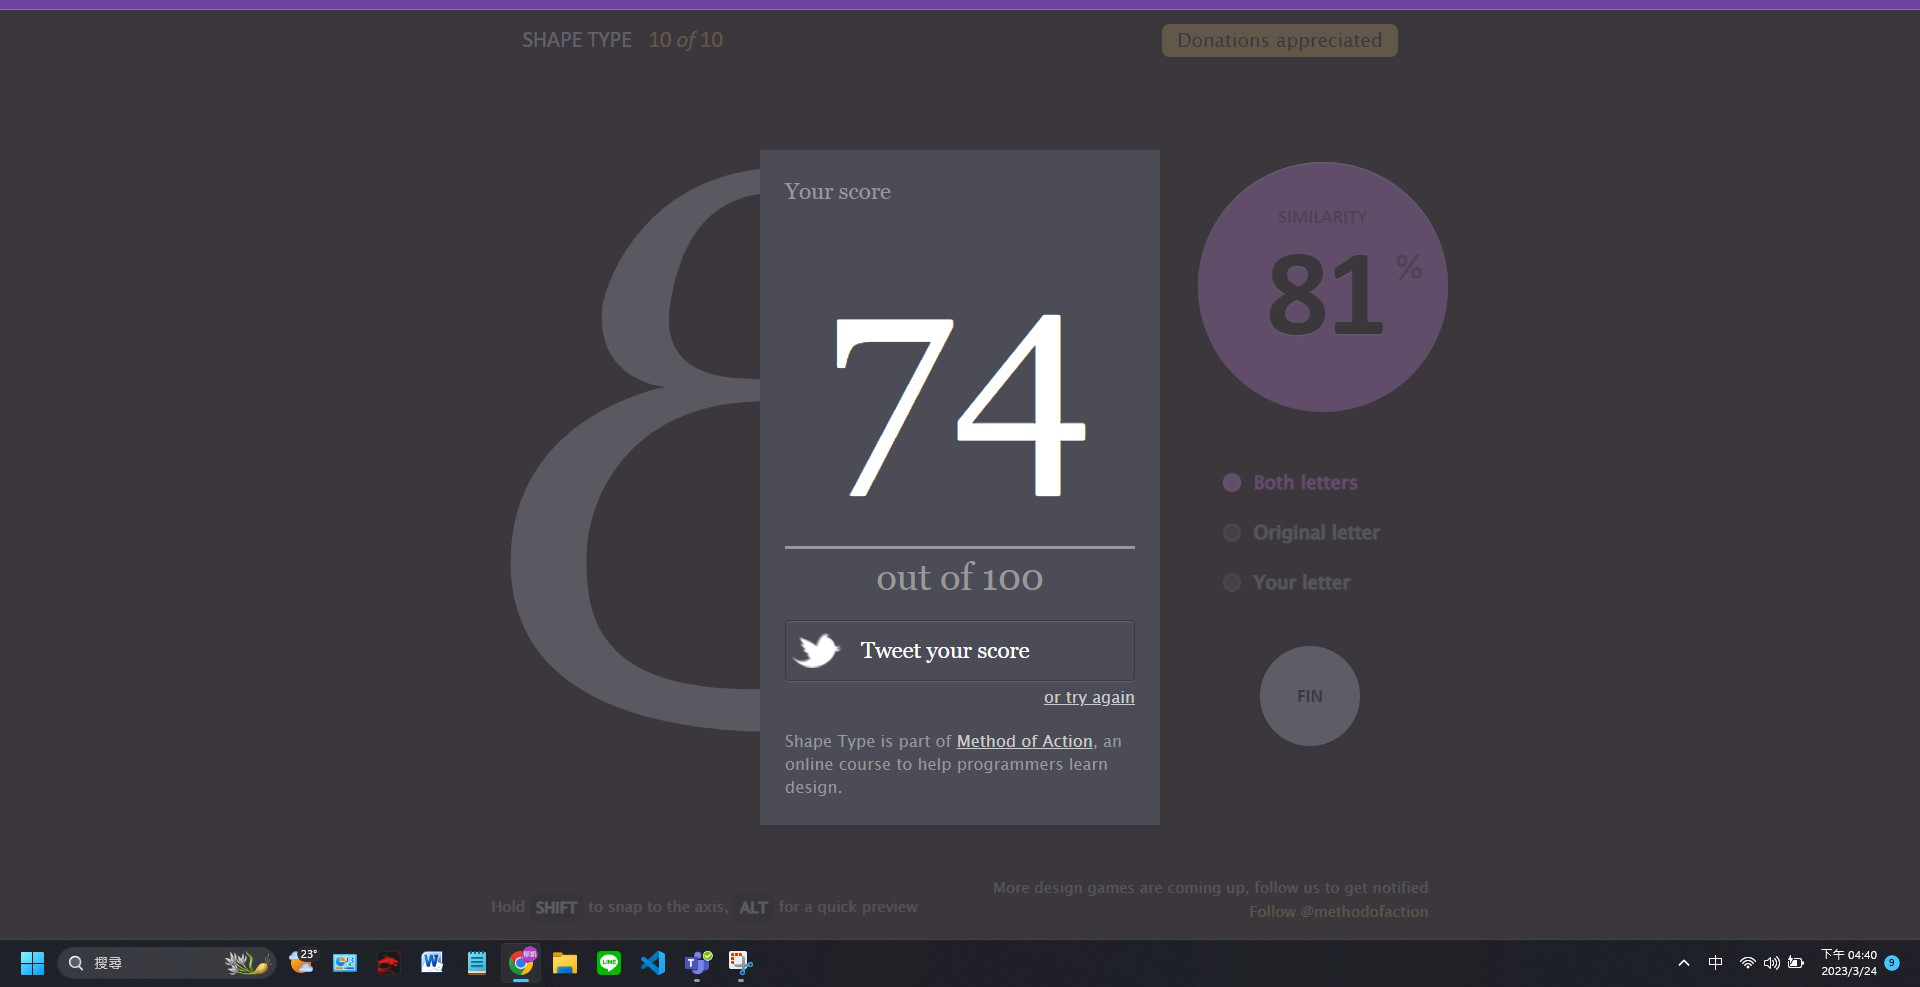 SHAPE TYPE 10 of 10
Donations appreciated
Your score
74
out of 100
Tweet your score
or try again
Shape Type is part of Method of Action, an
online course to help programmers learn
design.
SIMILARITY
81 %
Both letters
Original letter
Your letter
FIN
Hold SHIFT to snap to the axis, ALT for a quick preview
More design games are coming up, follow us to get notified
Follow @methodofaction
搜尋
23°
中
下午 04:40
2023/3/24
9